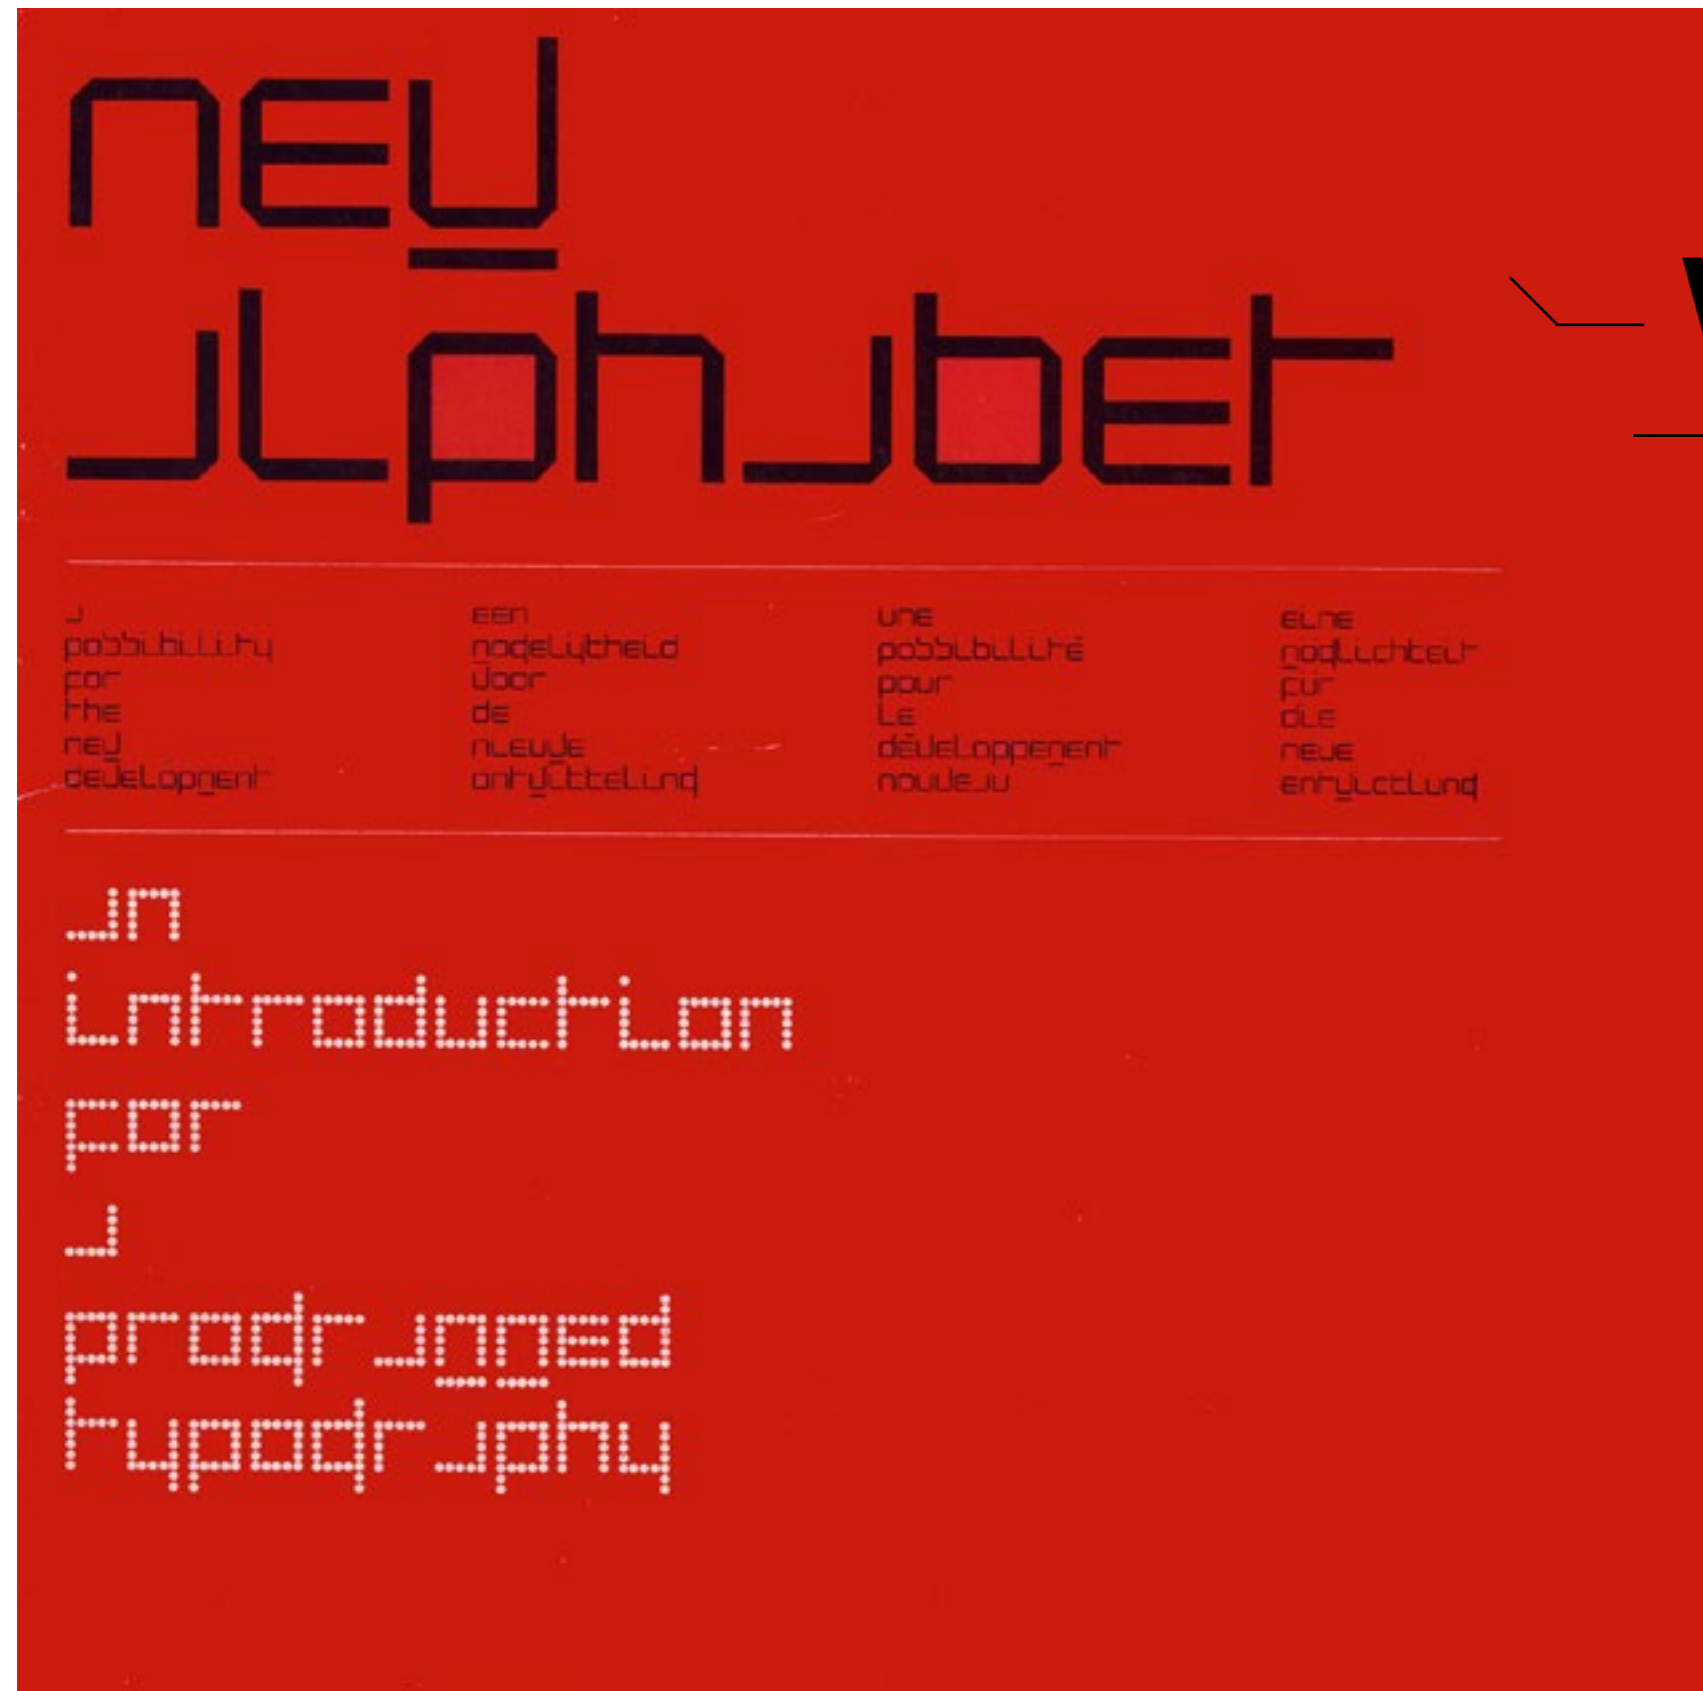 new
alphabet
a
possibility
for
the
new
development
een
mogelijkheid
voor
de
nieuwe
ontwikkeling
une
possibilité
pour
le
développement
nouveau
eine
möglichkeit
für
die
neue
entwicklung
an
introduction
for
a
programmed
typography